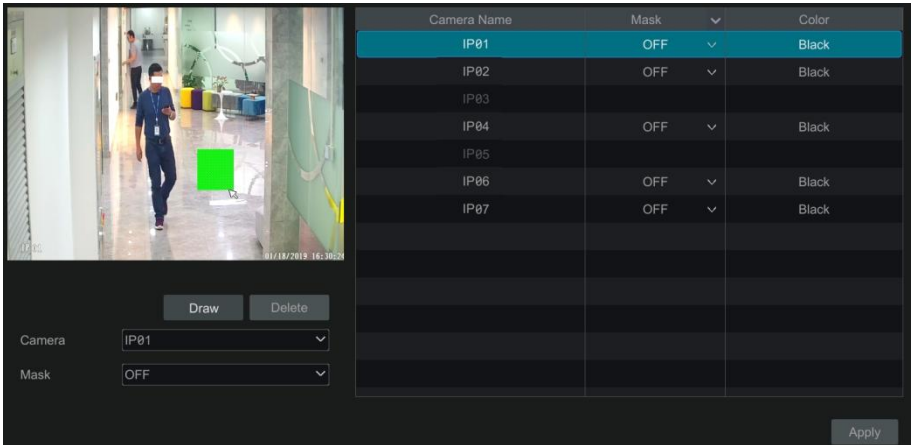 Camera Name Mask Color
IP01 OFF Black
IP02 OFF Black
IP03
IP04 OFF Black
IP05
IP06 OFF Black
IP07 OFF Black
01/18/2019 16:30:24
Draw Delete
Camera IP01
Mask OFF
Apply